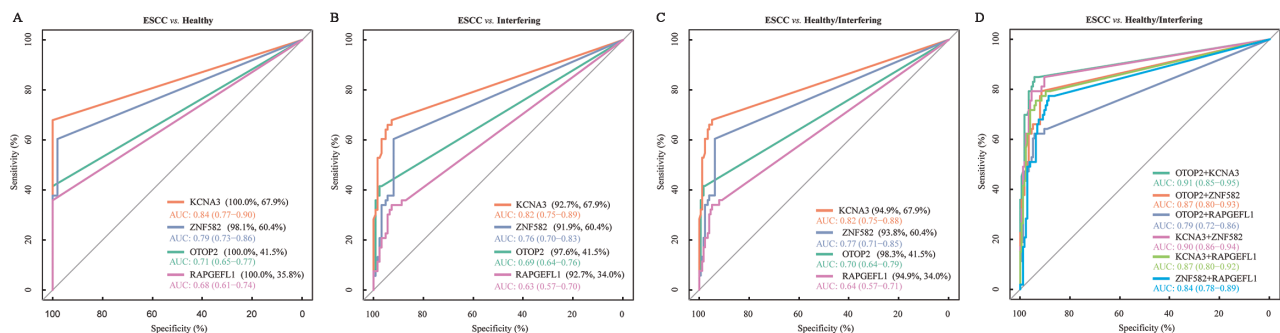 A
ESCC vs. Healthy
Sensitivity (%)
100
80
60
40
20
0
KCNA3 (100.0%, 67.9%)
AUC: 0.84 (0.77−0.90)
ZNF582 (98.1%, 60.4%)
AUC: 0.79 (0.73−0.86)
OTOP2 (100.0%, 41.5%)
AUC: 0.71 (0.65−0.77)
RAPGEFL1 (100.0%, 35.8%)
AUC: 0.68 (0.61−0.74)
100 80 60 40 20 0
Specificity (%)
B
ESCC vs. Interfering
Sensitivity (%)
100
80
60
40
20
0
KCNA3 (92.7%, 67.9%)
AUC: 0.82 (0.75−0.89)
ZNF582 (91.9%, 60.4%)
AUC: 0.76 (0.70−0.83)
OTOP2 (97.6%, 41.5%)
AUC: 0.69 (0.64−0.76)
RAPGEFL1 (92.7%, 34.0%)
AUC: 0.63 (0.57−0.70)
100 80 60 40 20 0
Specificity (%)
C
ESCC vs. Healthy/Interfering
Sensitivity (%)
100
80
60
40
20
0
KCNA3 (94.9%, 67.9%)
AUC: 0.82 (0.75−0.88)
ZNF582 (93.8%, 60.4%)
AUC: 0.77 (0.71−0.85)
OTOP2 (98.3%, 41.5%)
AUC: 0.70 (0.64−0.79)
RAPGEFL1 (94.9%, 34.0%)
AUC: 0.64 (0.57−0.71)
100 80 60 40 20 0
Specificity (%)
D
ESCC vs. Healthy/Interfering
Sensitivity (%)
100
80
60
40
20
0
OTOP2+KCNA3
AUC: 0.91 (0.85−0.95)
OTOP2+ZNF582
AUC: 0.87 (0.80−0.93)
OTOP2+RAPGEFL1
AUC: 0.79 (0.72−0.86)
KCNA3+ZNF582
AUC: 0.90 (0.86−0.94)
KCNA3+RAPGEFL1
AUC: 0.87 (0.80−0.92)
ZNF582+RAPGEFL1
AUC: 0.84 (0.78−0.89)
100 80 60 40 20 0
Specificity (%)